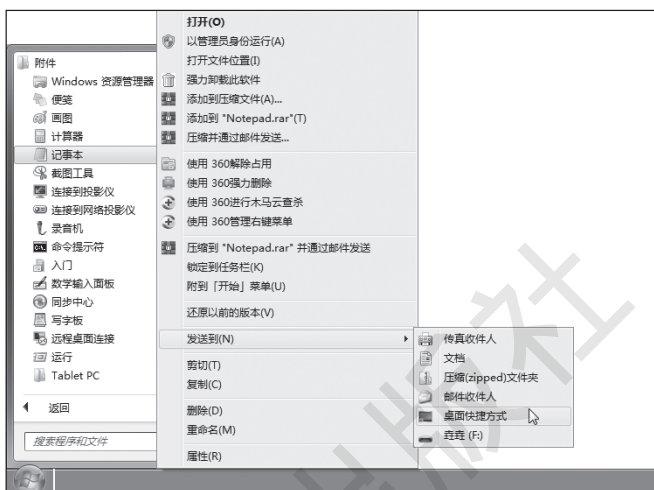 附件
Windows 资源管理器
便笺
画图
计算器
记事本
截图工具
连接到投影仪
连接到网络投影仪
录音机
命令提示符
入门
数学输入面板
同步中心
写字板
远程桌面连接
运行
Tablet PC
返回
搜索程序和文件
打开(O)
以管理员身份运行(A)
打开文件位置(I)
强力卸载此软件
添加到压缩文件(A)...
添加到 "Notepad.rar"(T)
压缩并通过邮件发送...
使用 360解除占用
使用 360强力删除
使用 360进行木马云查杀
使用 360管理右键菜单
压缩到 "Notepad.rar" 并通过邮件发送
锁定到任务栏(K)
附到「开始」菜单(U)
还原以前的版本(V)
发送到(N)
剪切(T)
复制(C)
删除(D)
重命名(M)
属性(R)
传真收件人
文档
压缩(zipped)文件夹
邮件收件人
桌面快捷方式
壵壵 (F:)
出版社